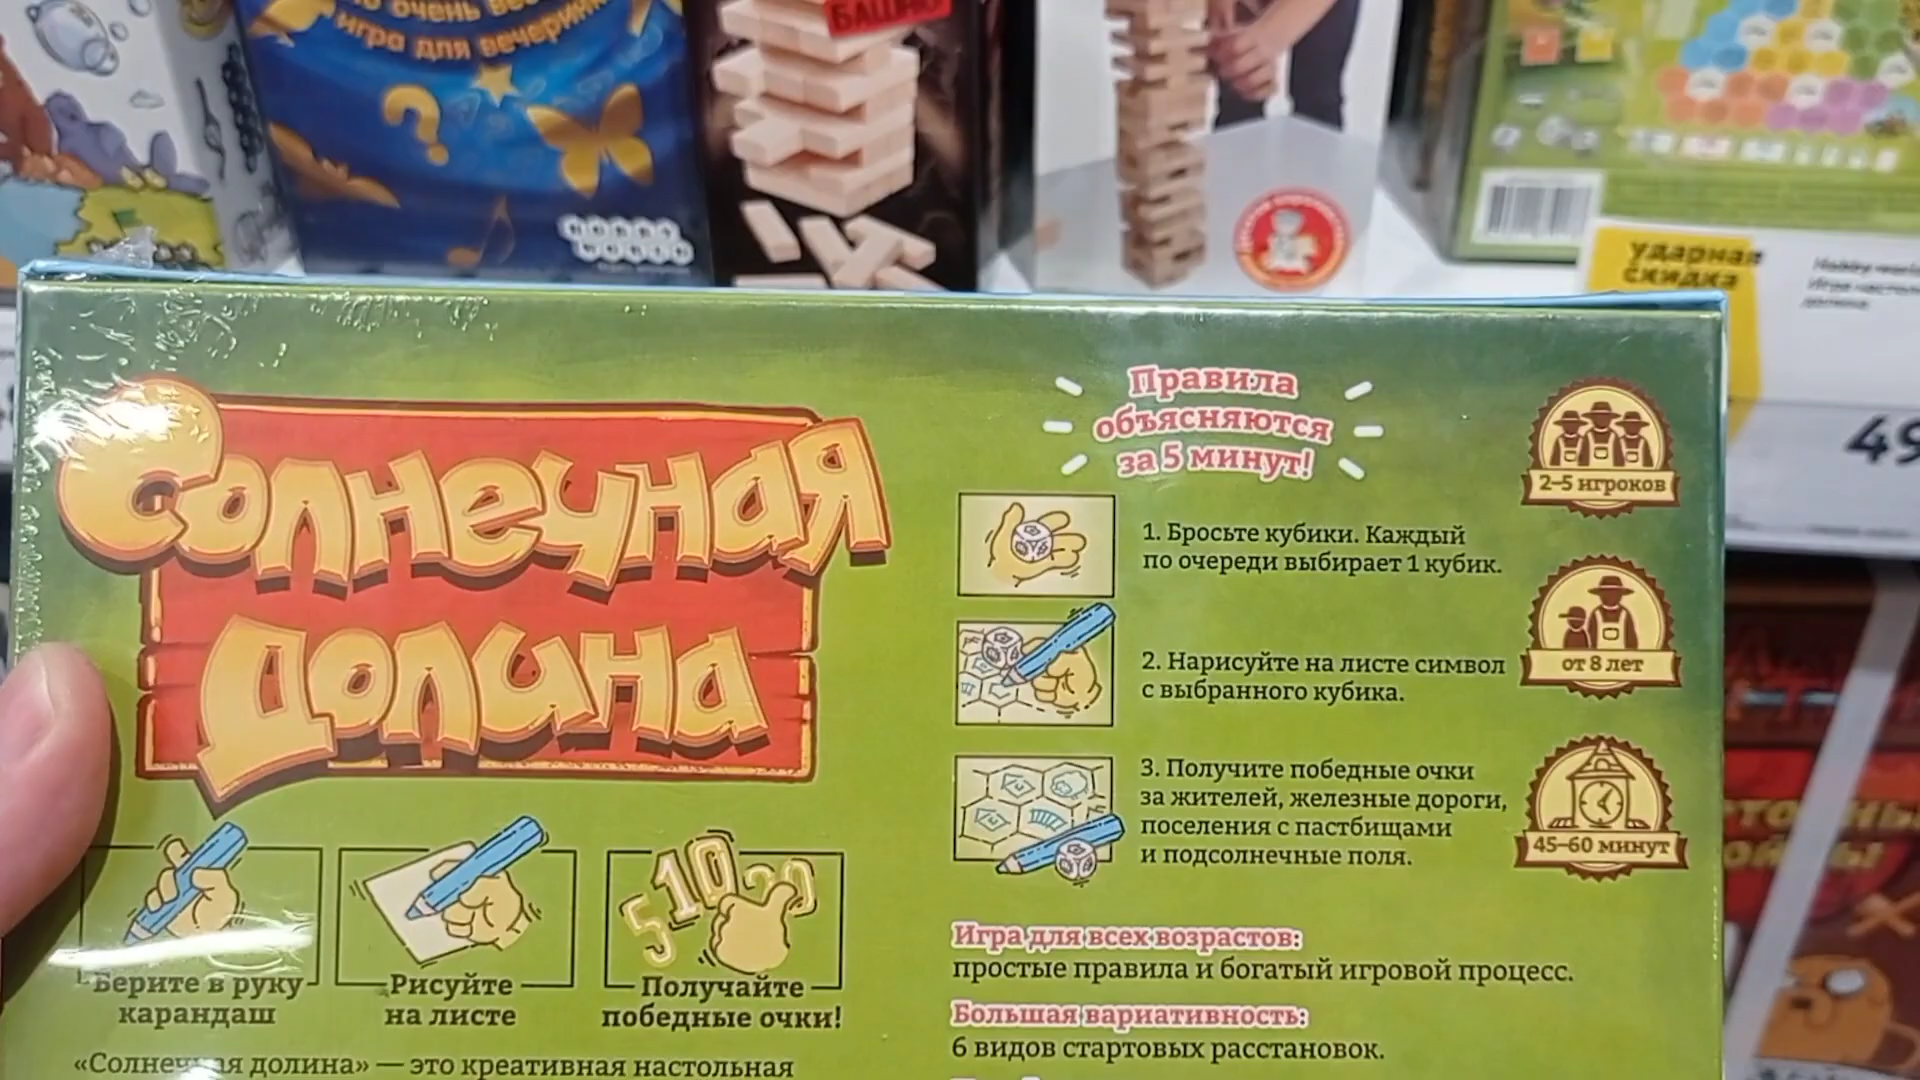 очень
игра для вечеринки
БАШНЮ
HOBBY
WORLD
ударная
скидка
Солнечная
долина
Правила
объясняются
за 5 минут!
2–5 игроков
1. Бросьте кубики. Каждый
по очереди выбирает 1 кубик.
от 8 лет
2. Нарисуйте на листе символ
с выбранного кубика.
45–60 минут
3. Получите победные очки
за жителей, железные дороги,
поселения с пастбищами
и подсолнечные поля.
5 10 20
Берите в руку
карандаш
Рисуйте
на листе
Получайте
победные очки!
Игра для всех возрастов:
простые правила и богатый игровой процесс.
Большая вариативность:
6 видов стартовых расстановок.
«Солнечная долина» — это креативная настольная